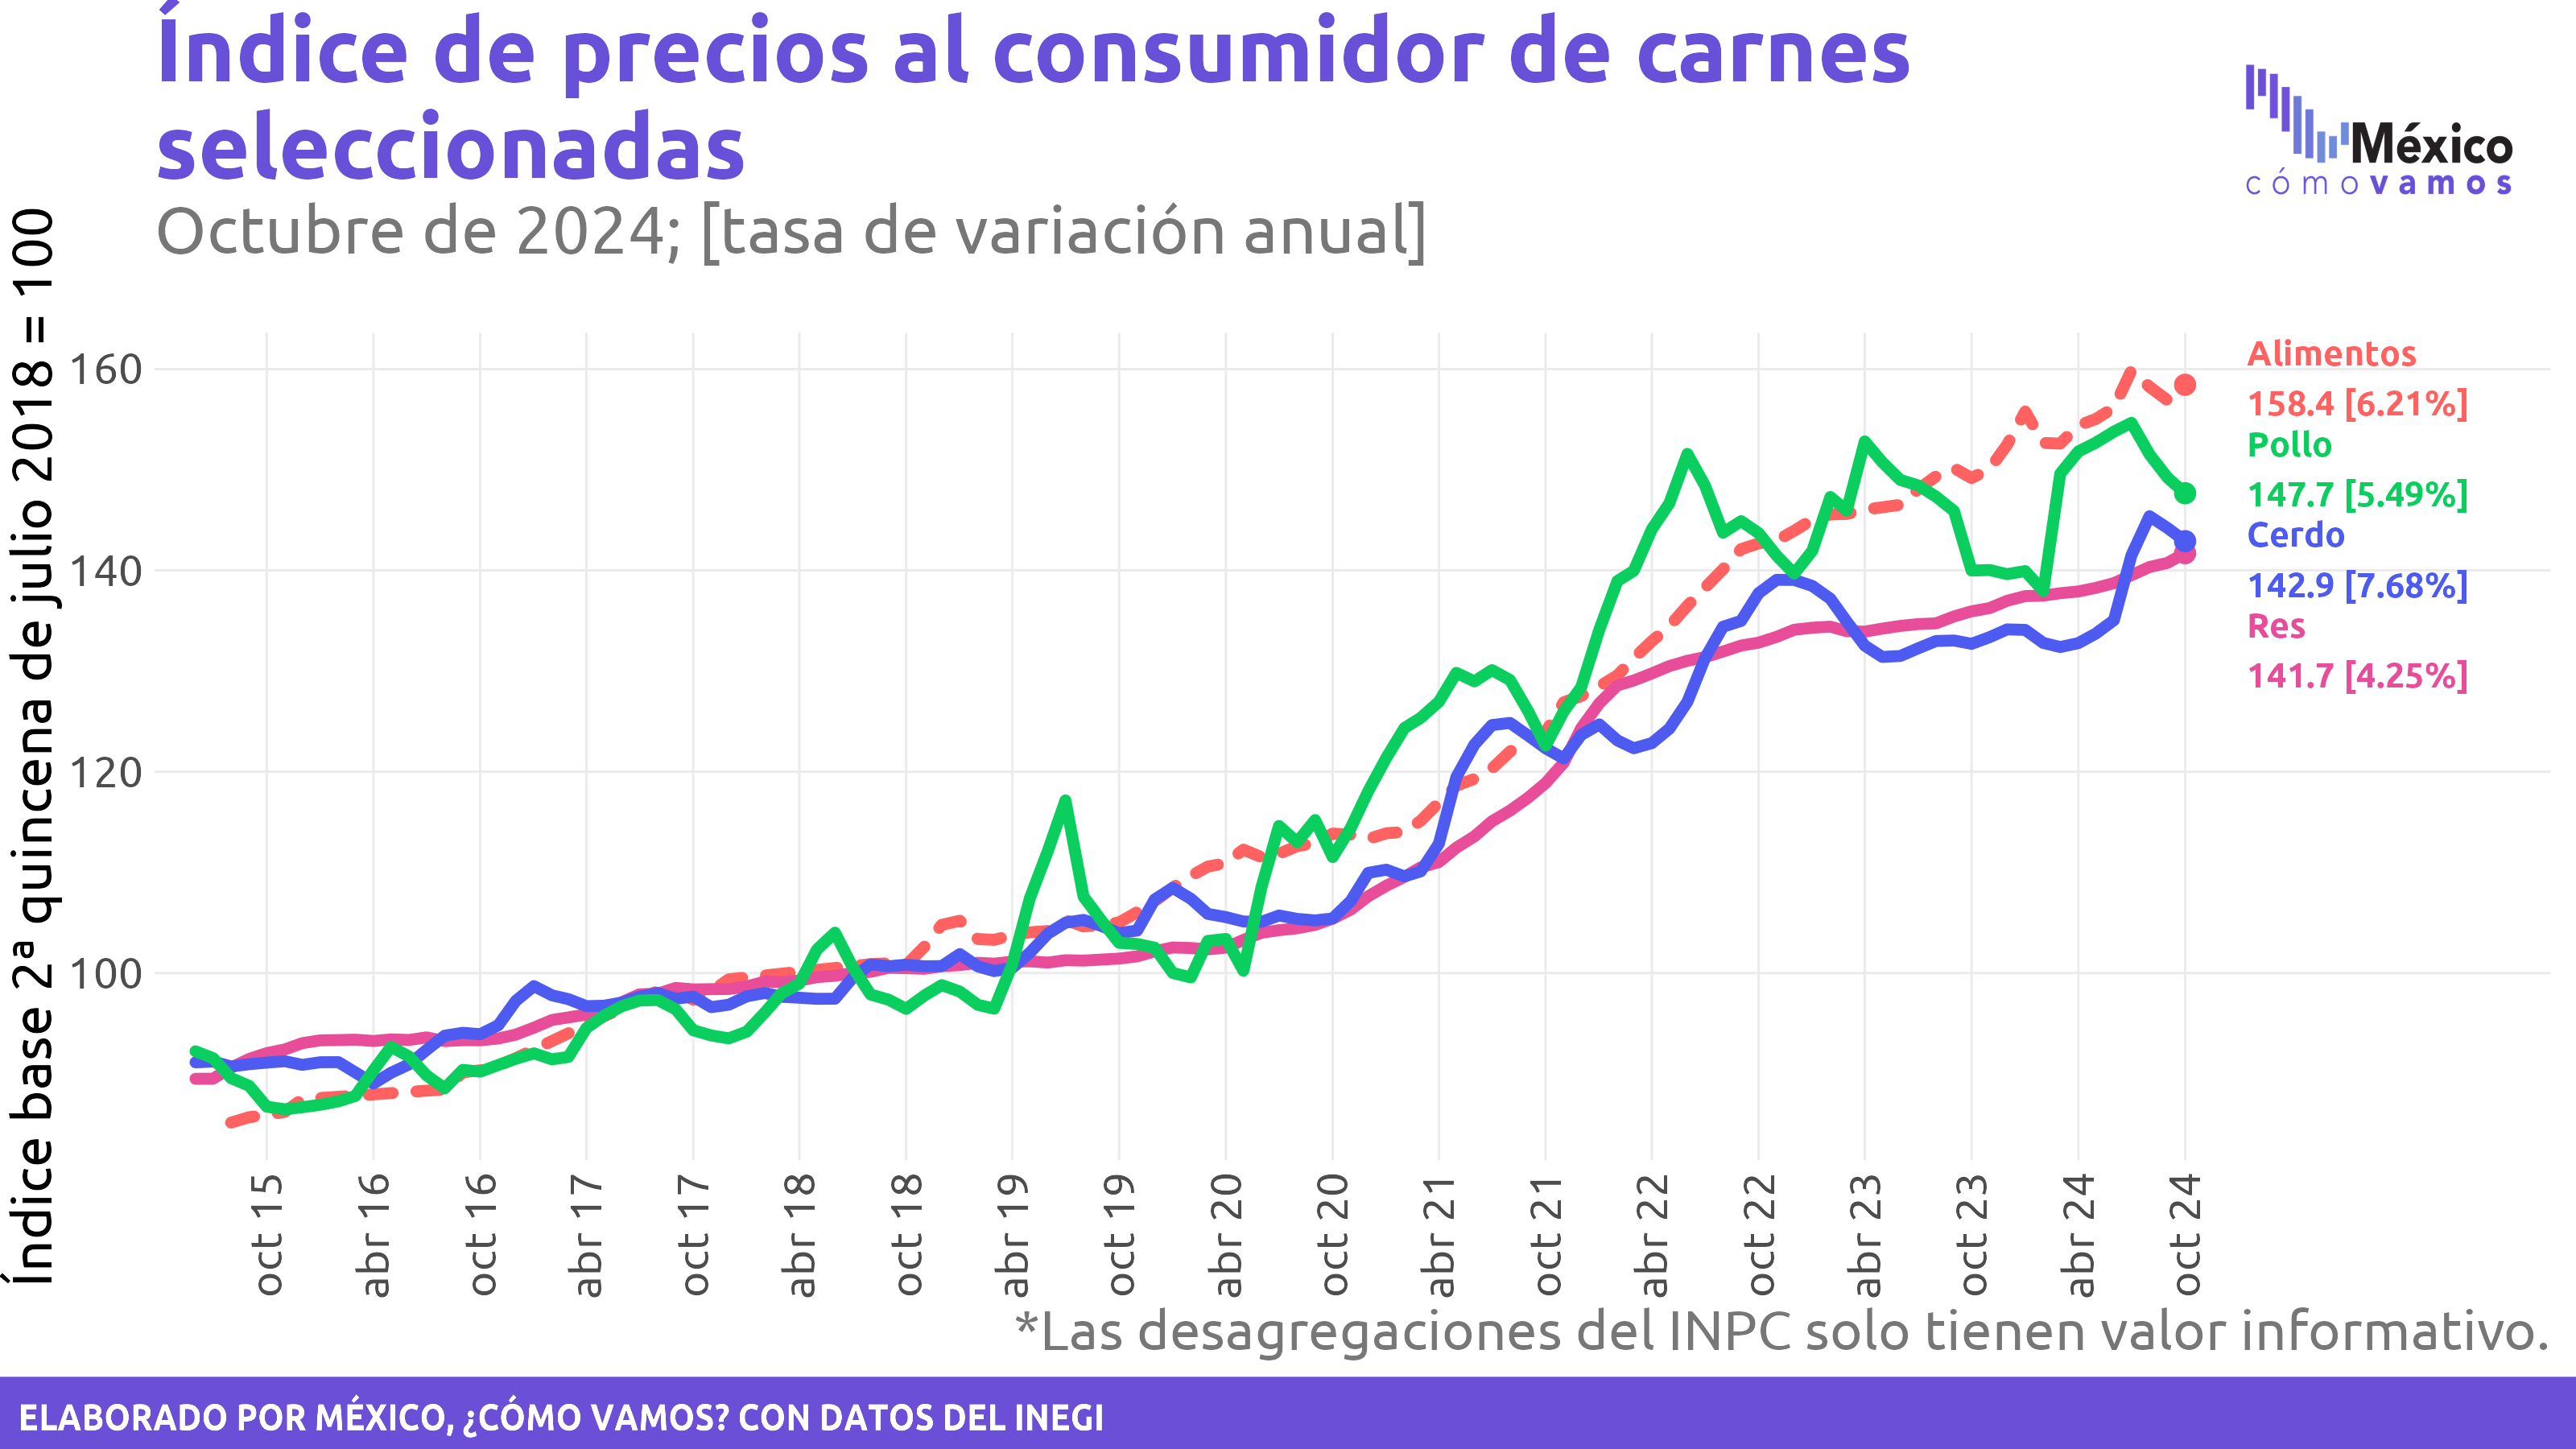 Índice de precios al consumidor de carnes
seleccionadas
Octubre de 2024; [tasa de variación anual]
México
cómovamos
Índice base 2ª quincena de julio 2018 = 100
160
140
120
100
Alimentos
158.4 [6.21%]
Pollo
147.7 [5.49%]
Cerdo
142.9 [7.68%]
Res
141.7 [4.25%]
oct 15
abr 16
oct 16
abr 17
oct 17
abr 18
oct 18
abr 19
oct 19
abr 20
oct 20
abr 21
oct 21
abr 22
oct 22
abr 23
oct 23
abr 24
oct 24
*Las desagregaciones del INPC solo tienen valor informativo.
ELABORADO POR MÉXICO, ¿CÓMO VAMOS? CON DATOS DEL INEGI